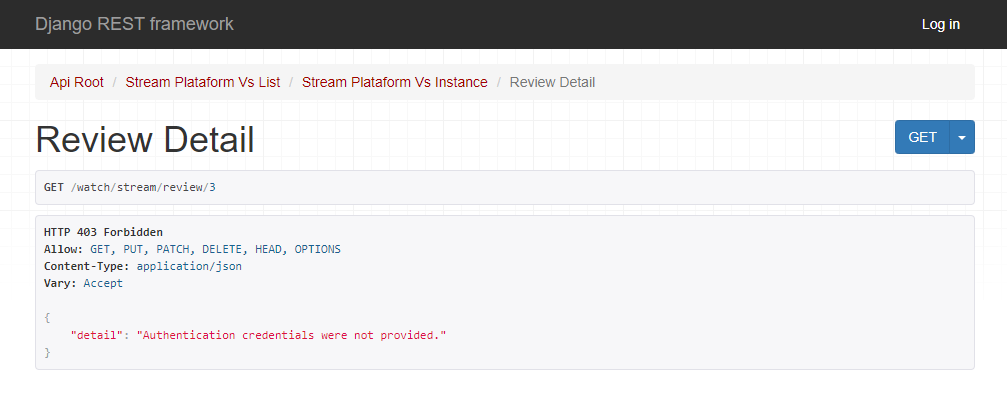 Django REST framework
Log in
Api Root / Stream Plataform Vs List / Stream Plataform Vs Instance / Review Detail
Review Detail
GET
GET /watch/stream/review/3
HTTP 403 Forbidden
Allow: GET, PUT, PATCH, DELETE, HEAD, OPTIONS
Content-Type: application/json
Vary: Accept
{
    "detail": "Authentication credentials were not provided."
}